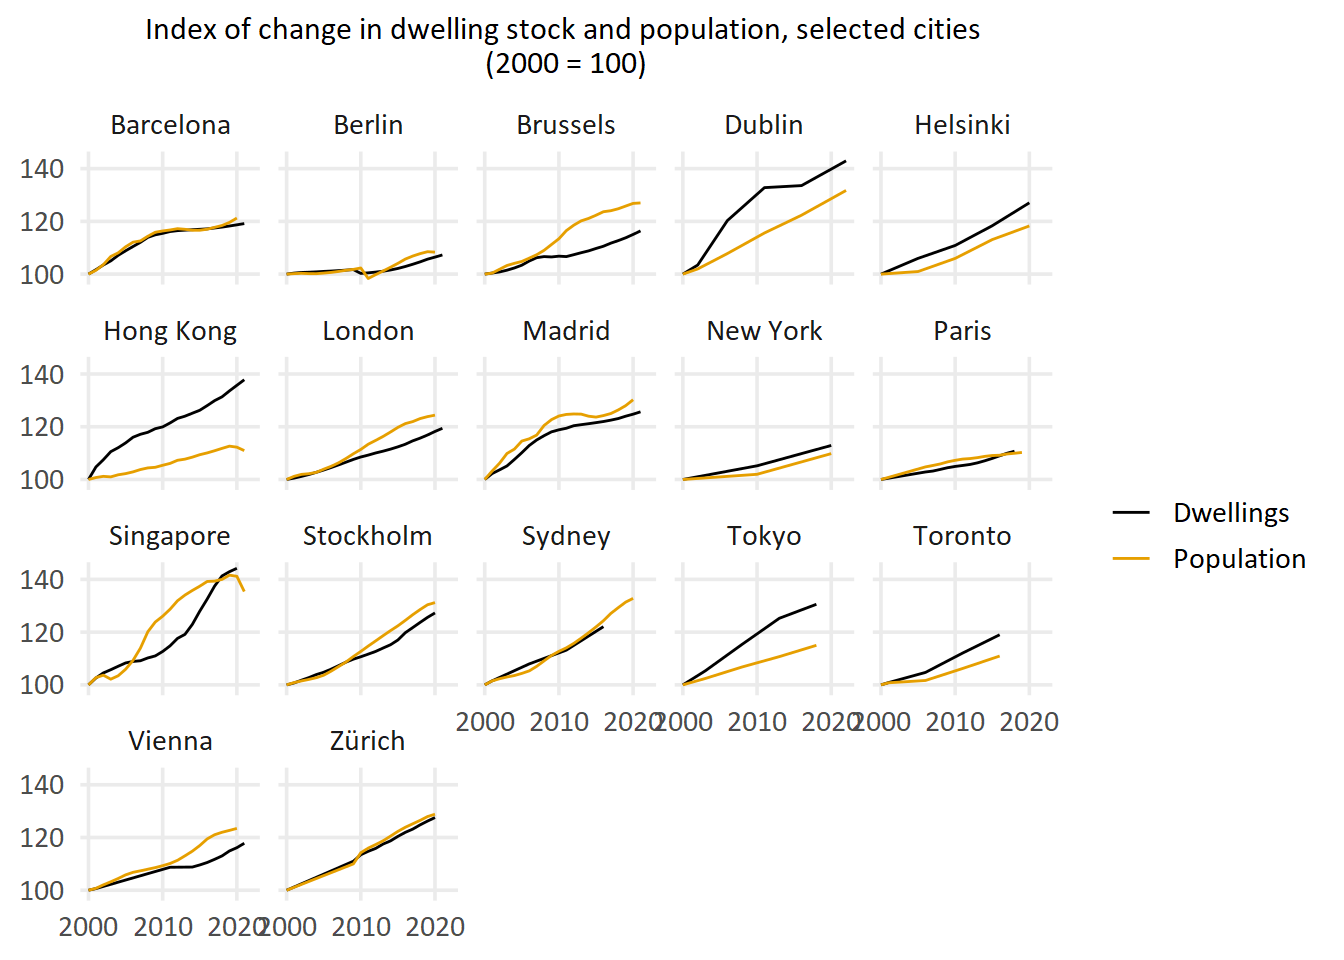 Index of change in dwelling stock and population, selected cities
(2000 = 100)
Barcelona Berlin Brussels Dublin Helsinki
140
120
100
Hong Kong London Madrid New York Paris
140
120
100
Singapore Stockholm Sydney Tokyo Toronto
140
120
100
2000 2010 2020 2000 2010 2020 2000 2010 2020
Dwellings
Population
Vienna Zürich
140
120
100
2000 2010 2020 2000 2010 2020